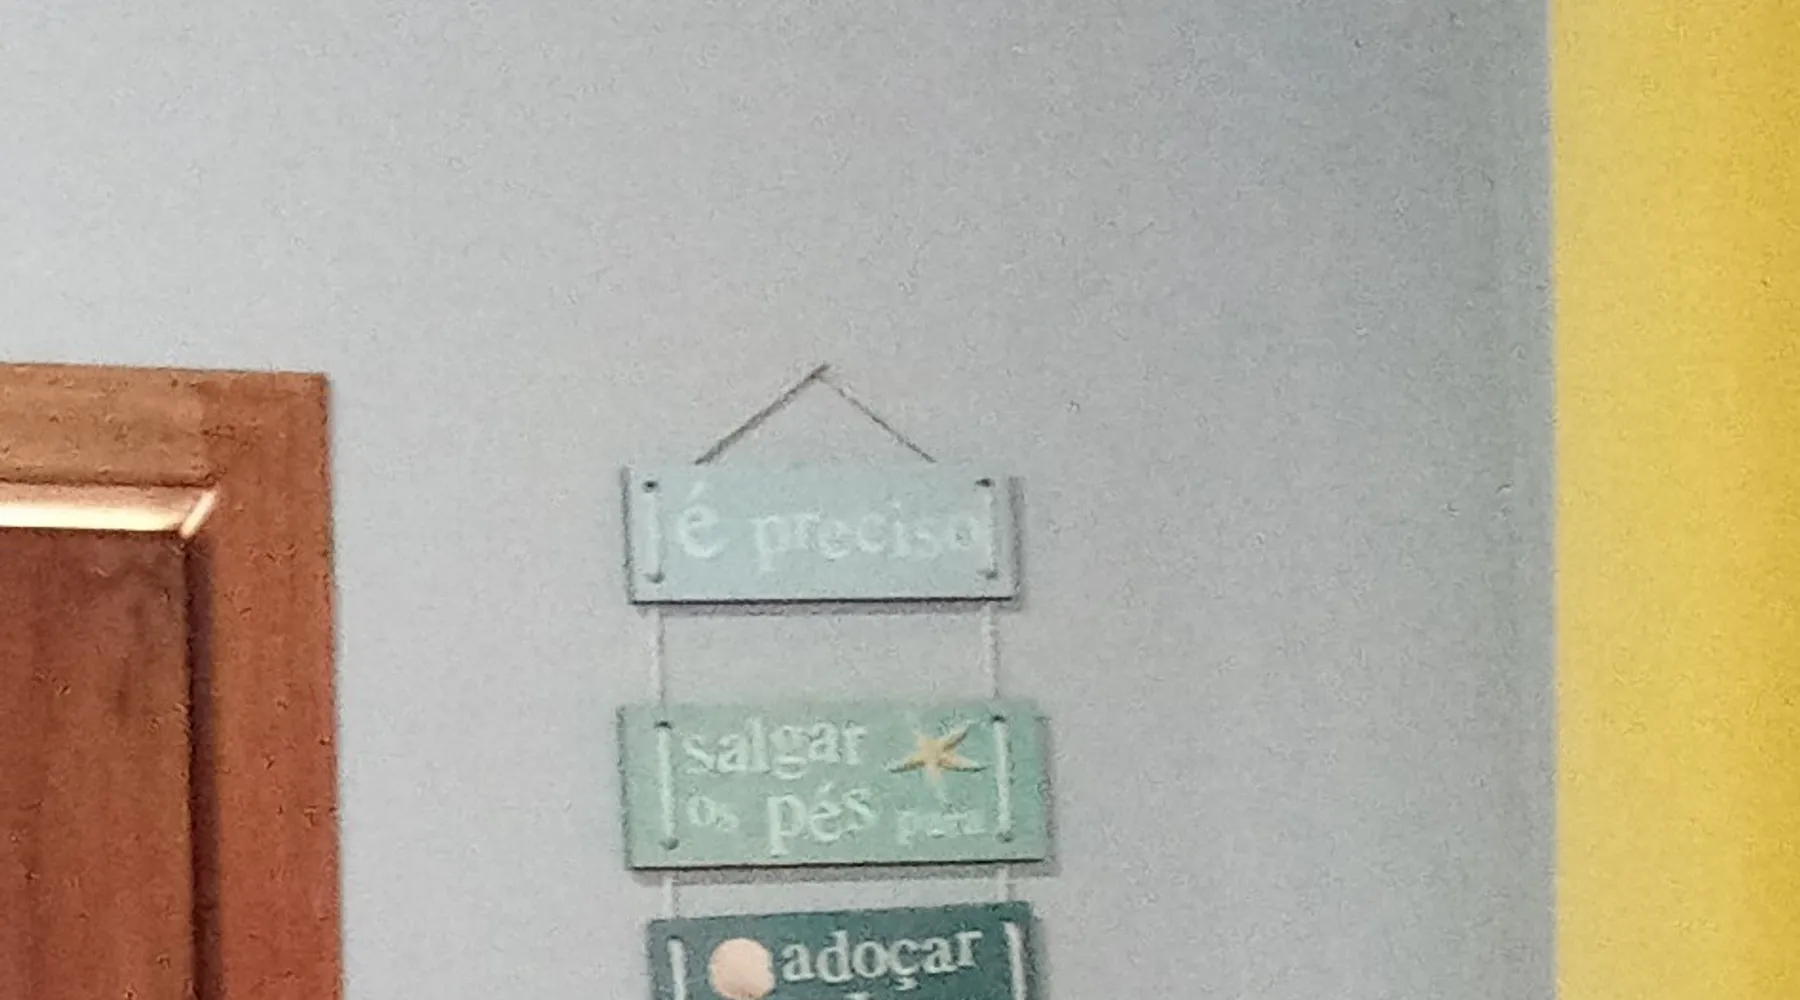 é preciso
salgar
os pés para
adoçar